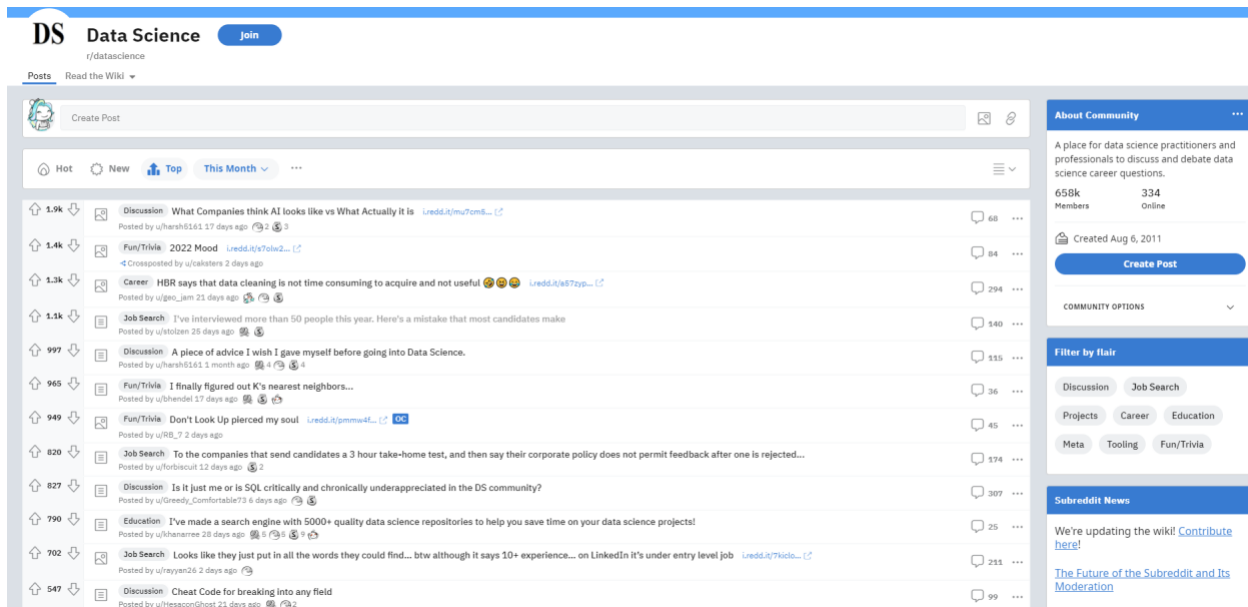 DS Data Science Join
r/datascience
Posts Read the Wiki
Create Post
Hot New Top This Month ...
1.9k Discussion What Companies think AI looks like vs What Actually it is i.redd.it/mu7cm5... 68 ...
Posted by u/harsh5161 17 days ago 2 3
1.4k Fun/Trivia 2022 Mood i.redd.it/s7olw2... 84 ...
Crossposted by u/caksters 2 days ago
1.3k Career HBR says that data cleaning is not time consuming to acquire and not useful 🤣😫😂 i.redd.it/a57zyp... 294 ...
Posted by u/geo_jam 21 days ago
1.1k Job Search I've interviewed more than 50 people this year. Here's a mistake that most candidates make 140 ...
Posted by u/stolzen 25 days ago
997 Discussion A piece of advice I wish I gave myself before going into Data Science. 115 ...
Posted by u/harsh5161 1 month ago 4 4
965 Fun/Trivia I finally figured out K's nearest neighbors... 36 ...
Posted by u/bhendel 17 days ago
949 Fun/Trivia Don't Look Up pierced my soul i.redd.it/pmmw4f... OC 45 ...
Posted by u/RB_7 2 days ago
820 Job Search To the companies that send candidates a 3 hour take-home test, and then say their corporate policy does not permit feedback after one is rejected... 174 ...
Posted by u/forbiscuit 12 days ago 2
827 Discussion Is it just me or is SQL critically and chronically underappreciated in the DS community? 307 ...
Posted by u/Greedy_Comfortable73 6 days ago
790 Education I've made a search engine with 5000+ quality data science repositories to help you save time on your data science projects! 25 ...
Posted by u/khanarree 28 days ago 5 5 9
702 Job Search Looks like they just put in all the words they could find... btw although it says 10+ experience... on LinkedIn it's under entry level job i.redd.it/7kiclo... 211 ...
Posted by u/rayyan26 2 days ago
547 Discussion Cheat Code for breaking into any field 99 ...
Posted by u/HesaconGhost 21 days ago 2
About Community ...
A place for data science practitioners and
professionals to discuss and debate data
science career questions.
658k 334
Members Online
Created Aug 6, 2011
Create Post
COMMUNITY OPTIONS
Filter by flair
Discussion Job Search
Projects Career Education
Meta Tooling Fun/Trivia
Subreddit News
We're updating the wiki! Contribute
here!
The Future of the Subreddit and Its
Moderation